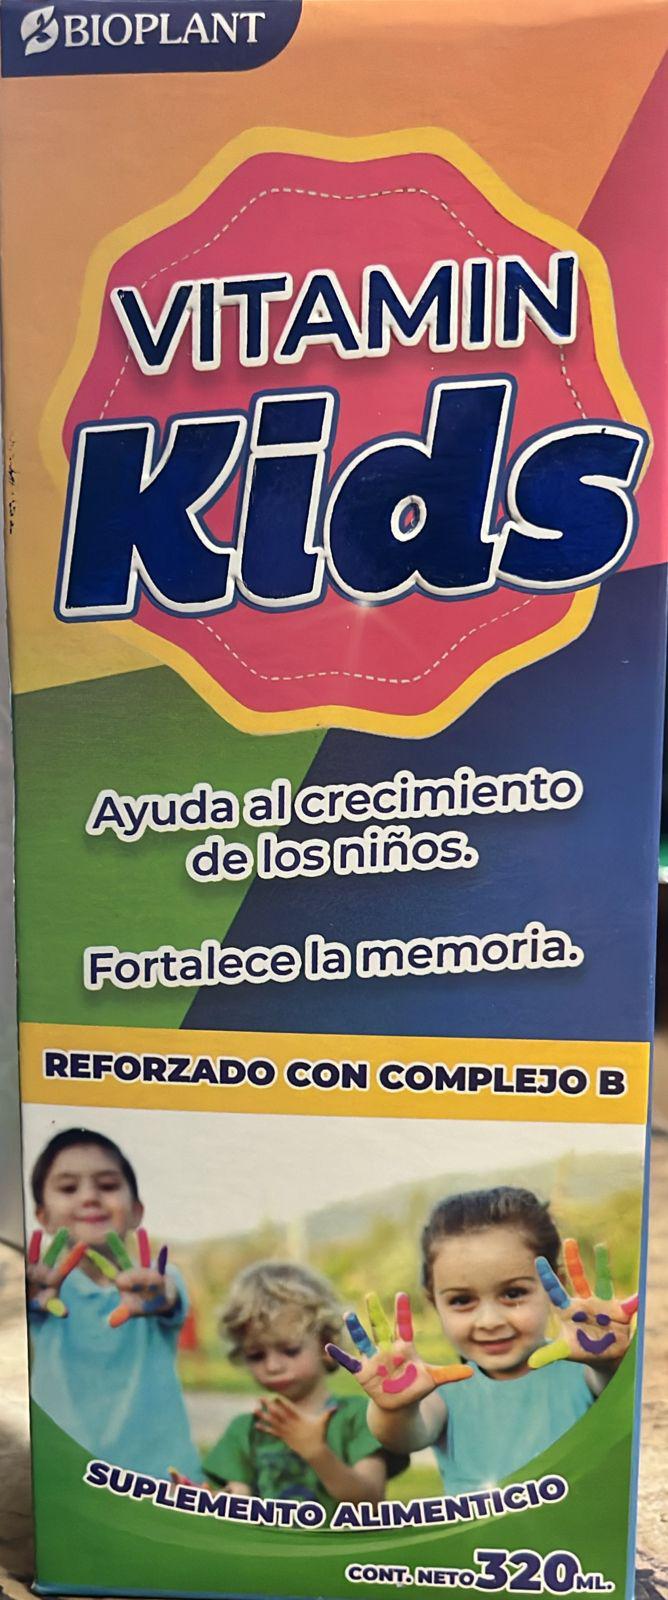 BIOPLANT
VITAMIN
Kids
Ayuda al crecimiento
de los niños.
Fortalece la memoria.
REFORZADO CON COMPLEJO B
SUPLEMENTO ALIMENTICIO
CONT. NETO 320 ML.